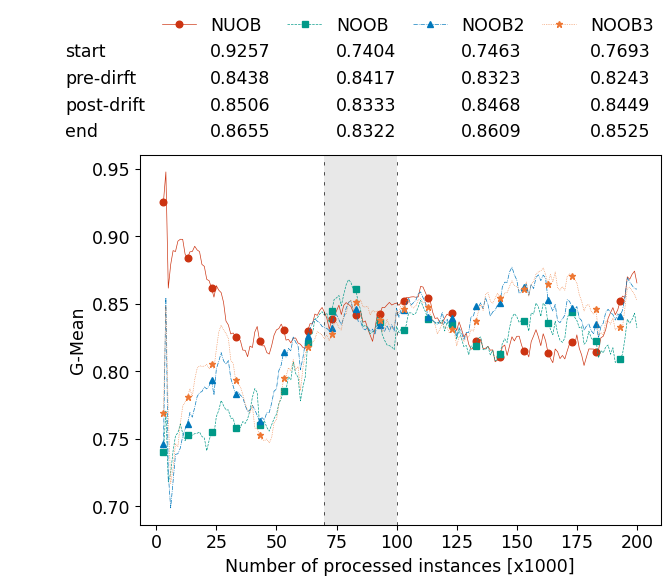 NUOB NOOB NOOB2 NOOB3
start 0.9257 0.7404 0.7463 0.7693
pre-dirft 0.8438 0.8417 0.8323 0.8243
post-drift 0.8506 0.8333 0.8468 0.8449
end 0.8655 0.8322 0.8609 0.8525
0.95
0.90
0.85
0.80
0.75
0.70
G-Mean
0 25 50 75 100 125 150 175 200
Number of processed instances [x1000]